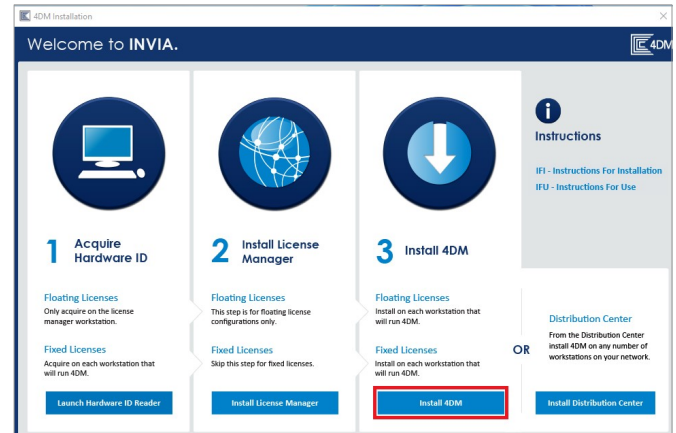 4DM Installation
Welcome to INVIA.
4DM
Instructions
IFI - Instructions For Installation
IFU - Instructions For Use
1 Acquire
Hardware ID
Floating Licenses
Only acquire on the license
manager workstation.
Fixed Licenses
Acquire on each workstation that
will run 4DM.
Launch Hardware ID Reader
2 Install License
Manager
Floating Licenses
This step is for floating license
configurations only.
Fixed Licenses
Skip this step for fixed licenses.
Install License Manager
3 Install 4DM
Floating Licenses
Install on each workstation that
will run 4DM.
Fixed Licenses
Install on each workstation that
will run 4DM.
Install 4DM
OR
Distribution Center
From the Distribution Center
install 4DM on any number of
workstations on your network.
Install Distribution Center